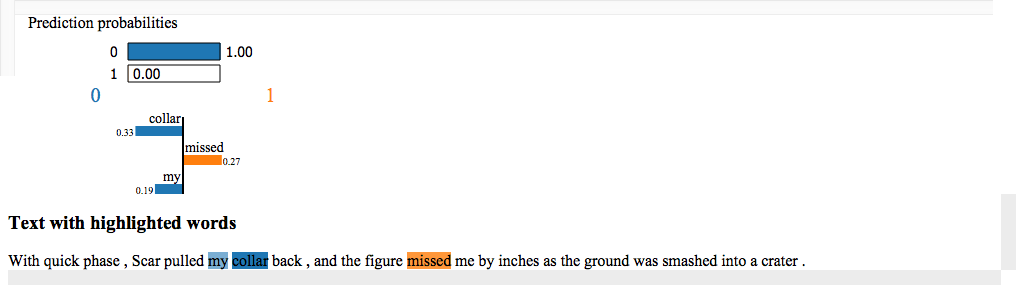 Prediction probabilities
0 1.00
1 0.00
0 1
collar
0.33
missed
0.27
my
0.19
Text with highlighted words
With quick phase , Scar pulled my collar back , and the figure missed me by inches as the ground was smashed into a crater .